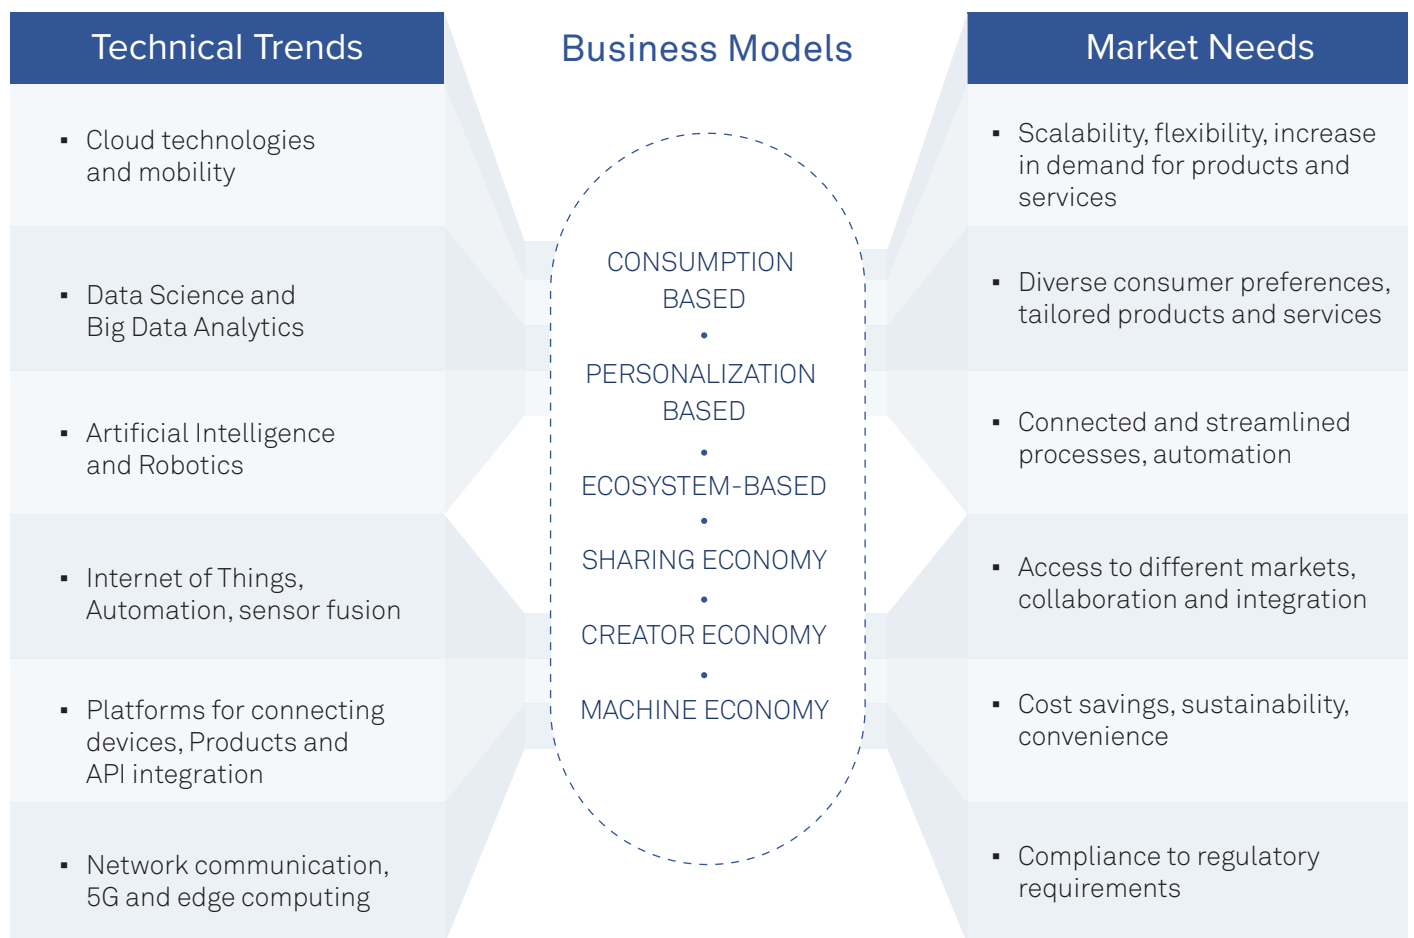 Technical Trends
▪ Cloud technologies
and mobility
▪ Data Science and
Big Data Analytics
▪ Artificial Intelligence
and Robotics
▪ Internet of Things,
Automation, sensor fusion
▪ Platforms for connecting
devices, Products and
API integration
▪ Network communication,
5G and edge computing
Business Models
CONSUMPTION
BASED
•
PERSONALIZATION
BASED
•
ECOSYSTEM-BASED
•
SHARING ECONOMY
•
CREATOR ECONOMY
•
MACHINE ECONOMY
Market Needs
▪ Scalability, flexibility, increase
in demand for products and
services
▪ Diverse consumer preferences,
tailored products and services
▪ Connected and streamlined
processes, automation
▪ Access to different markets,
collaboration and integration
▪ Cost savings, sustainability,
convenience
▪ Compliance to regulatory
requirements